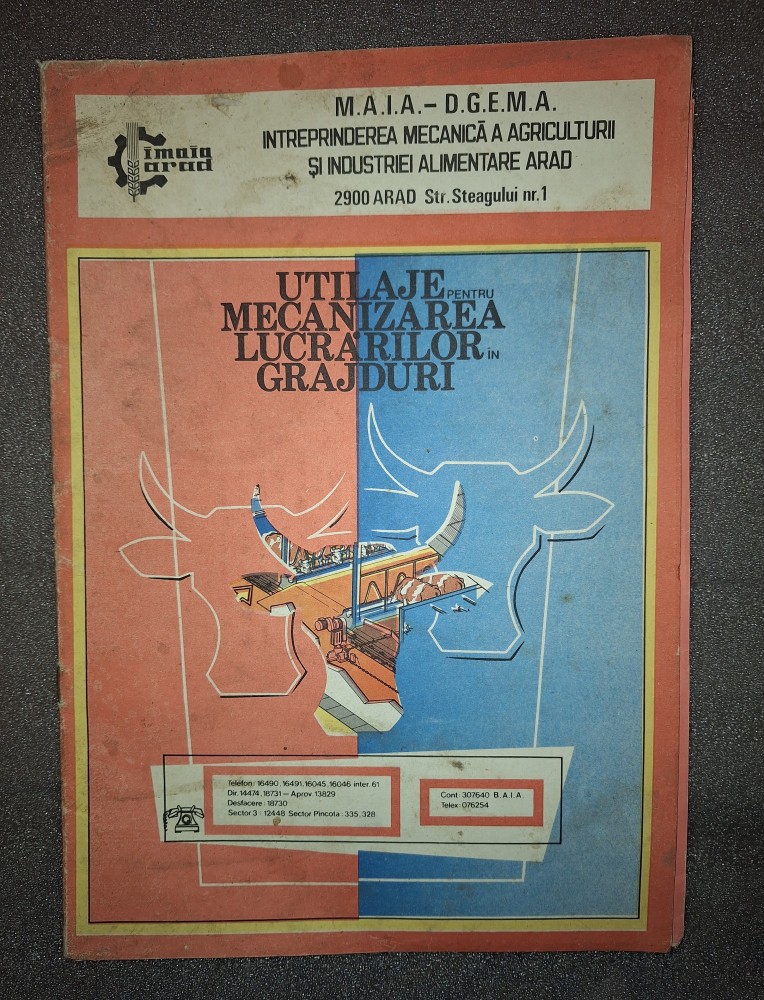 imaia
arad
M.A.I.A. – D.G.E.M.A.
INTREPRINDEREA MECANICĂ A AGRICULTURII
ȘI INDUSTRIEI ALIMENTARE ARAD
2900 ARAD Str. Steagului nr. 1
UTILAJE PENTRU
MECANIZAREA
LUCRARILOR în
GRAJDURI
Telefon: 16490, 16491, 16045, 16046 inter. 61
Dir. 14474, 18731 – Aprov. 13829
Desfacere: 18730
Sector 3: 12448 Sector Pincota: 335, 328
Cont: 307640 B.A.I.A.
Telex: 076254